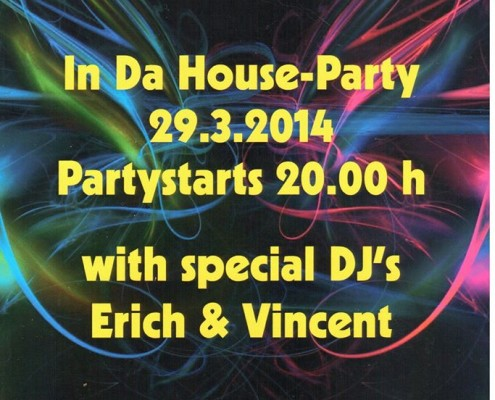 In Da House-Party
29.3.2014
Partystarts 20.00 h
with special DJ's
Erich & Vincent